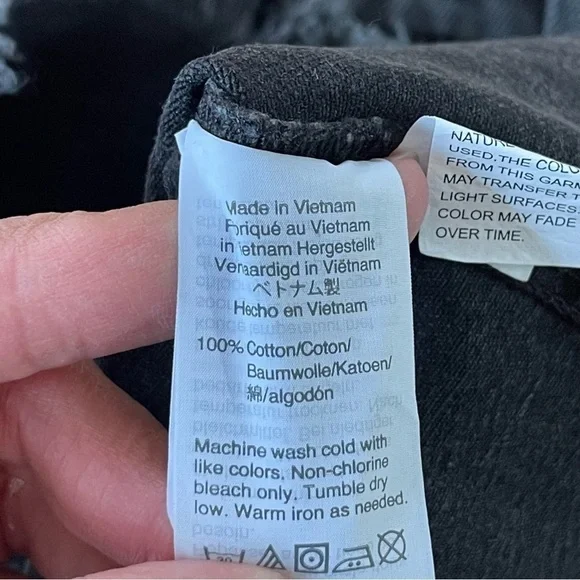 Made in Vietnam
Fabriqué au Vietnam
in Vietnam Hergestellt
Vervaardigd in Viëtnam
ベトナム製
Hecho en Vietnam
100% Cotton/Coton/
Baumwolle/Katoen/
綿/algodón
Machine wash cold with
like colors. Non-chlorine
bleach only. Tumble dry
low. Warm iron as needed.
30
USED. THE
FROM THIS
MAY TRANSFER
LIGHT SURFACES
COLOR MAY FADE
OVER TIME.